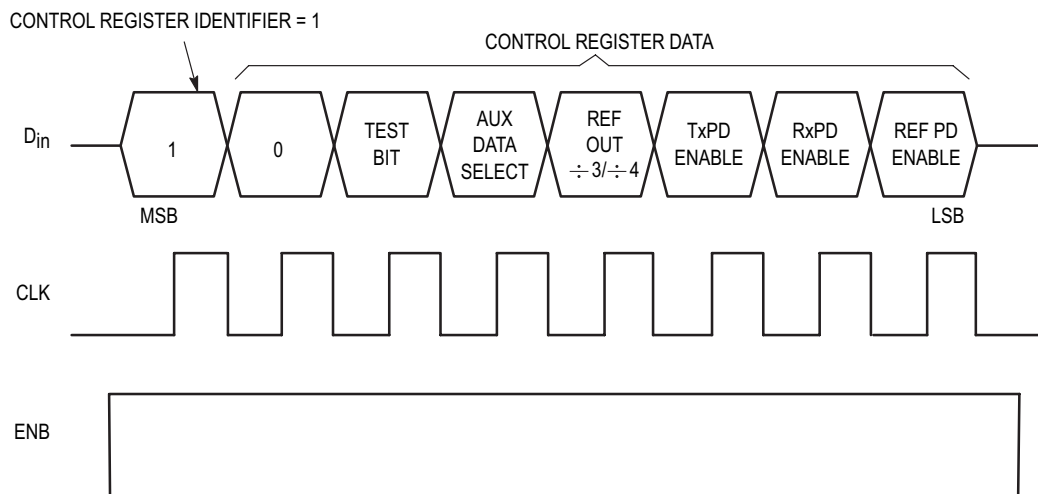 CONTROL REGISTER IDENTIFIER = 1
CONTROL REGISTER DATA
Din
1
0
TEST
BIT
AUX
DATA
SELECT
REF
OUT
÷3/÷4
TxPD
ENABLE
RxPD
ENABLE
REF PD
ENABLE
MSB
LSB
CLK
ENB